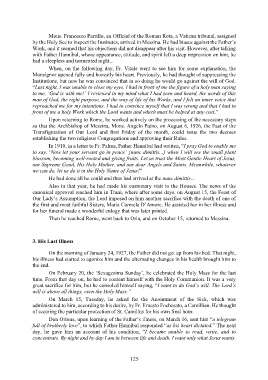 Mons. Francesco Parrillo, an Official of the Roman Rota, a Vatican tribunal, assigned
by the Holy See to inspect the Institutes, arrived in Messina. He had biases against the Father's
Work, and it seemed that his objections did not disappear after his visit. However, after talking
with Father Hannibal, whose appearance, attitude, and spirit left a deep impression on him, he
had a sleepless and tormented night...
When, on the following day, Fr. Vitale went to see him for some explanation, the
Monsignor opened fully and honestly his heart. Previously, he had thought of suppressing the
Institutions, but now he was convinced that in so doing he would go against the will of God.
"Last night, I was unable to close my eyes. I had in front of me the figure of a holy man saying
to me, 'God is with me!' I reviewed in my mind what I had seen and heard, the words of this
man of God, the right purpose, and the way of life of the Works, and I felt an inner voice that
reproached me for my intentions. I had to convince myself that I was wrong and that I had in
front of me a holy Work which the Lord wants and which must be helped at any cost."
Upon returning to Rome, he worked actively on the processing of the necessary steps
so that the Archbishop of Messina, Mons. Angelo Paino, on August 6, 1926, the Feast of the
Transfiguration of Our Lord and first Friday of the month, could issue the two decrees
establishing the two religious Congregations and approving their Rules.
In 1919, in a letter to Fr. Palma, Father Hannibal had written, "I pray God to enable me
to say, 'Now let your servant go in peace' [nunc dimitis...] when I will see the small plant
blossom, becoming well-rooted and giving fruits. Let us trust the Most Gentle Heart of Jesus,
our Supreme Good, His Holy Mother, and our dear Angels and Saints. Meanwhile, whatever
we can do, let us do it in the Holy Name of Jesus!"
He had done all he could and thus had arrived at the nunc dimitis...
Also in that year, he had made his customary visit to the Houses. The news of the
canonical approval reached him in Trani, where after some days, on August 15, the Feast of
Our Lady's Assumption, the Lord imposed on him another sacrifice with the death of one of
the first and most faithful Sisters, Maria Carmela D'Amore. He assisted her in her illness and
for her funeral made a wonderful eulogy that was later printed.
Then he reached Rome, went back to Oria, and on October 15, returned to Messina.
3. His Last Illness
On the morning of January 24, 1927, the Father did not get up from his bed. That night,
his illness had started to agonize him and the alternating changes in his health brought him to
the end.
On February 20, the 'Sexagesima Sunday', he celebrated the Holy Mass for the last
time. From that day on, he had to content himself with the Holy Communion. It was a very
great sacrifice for him, but he consoled himself saying, "I want to do God's will. The Lord's
will is above all things, even the Holy Mass."
On March 15, Tuesday, he asked for the Anointment of the Sick, which was
administered to him, according to his desire, by Fr. Fausto Focherato, a Camillian. He thought
of securing the particular protection of St. Camillus for his own final hour.
Don Orione, upon learning of the Father's illness, on March 16, sent him "a telegram
full of brotherly love", to which Father Hannibal responded "as his heart dictated." The next
day, he gave him an account of his condition, "I became unable to read, write, and to
concentrate. By night and by day I am in between life and death. I want only what Jesus wants.
125